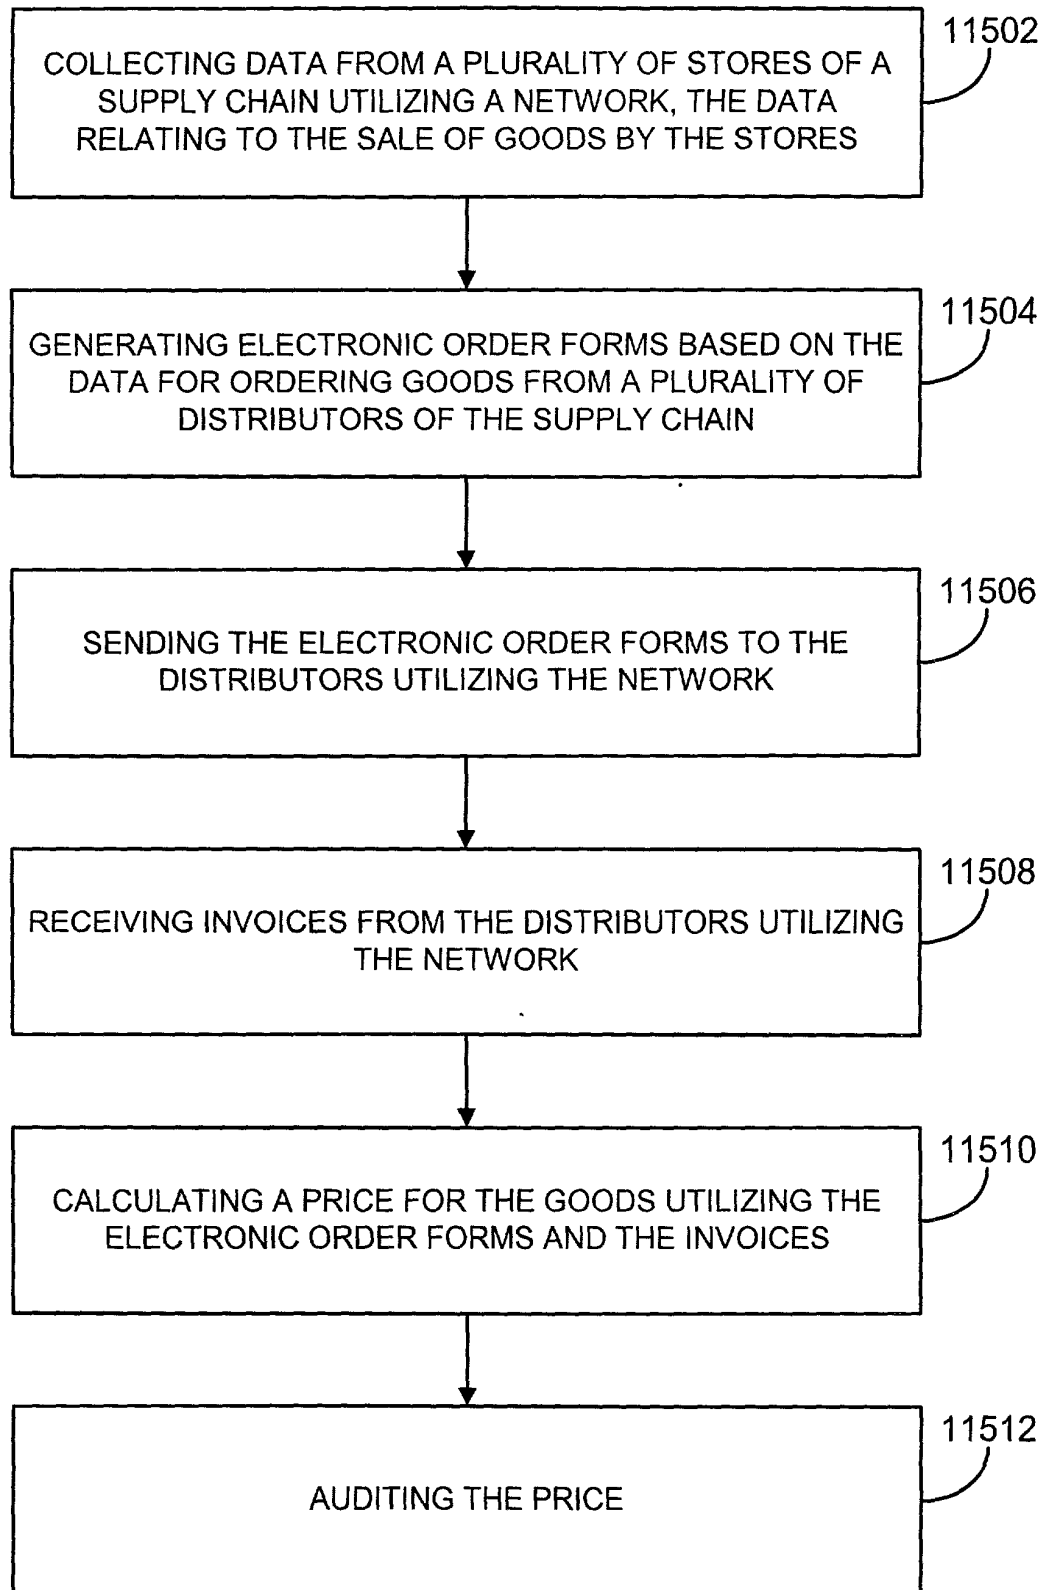 11502
COLLECTING DATA FROM A PLURALITY OF STORES OF A
SUPPLY CHAIN UTILIZING A NETWORK, THE DATA
RELATING TO THE SALE OF GOODS BY THE STORES
11504
GENERATING ELECTRONIC ORDER FORMS BASED ON THE
DATA FOR ORDERING GOODS FROM A PLURALITY OF
DISTRIBUTORS OF THE SUPPLY CHAIN
11506
SENDING THE ELECTRONIC ORDER FORMS TO THE
DISTRIBUTORS UTILIZING THE NETWORK
11508
RECEIVING INVOICES FROM THE DISTRIBUTORS UTILIZING
THE NETWORK
11510
CALCULATING A PRICE FOR THE GOODS UTILIZING THE
ELECTRONIC ORDER FORMS AND THE INVOICES
11512
AUDITING THE PRICE